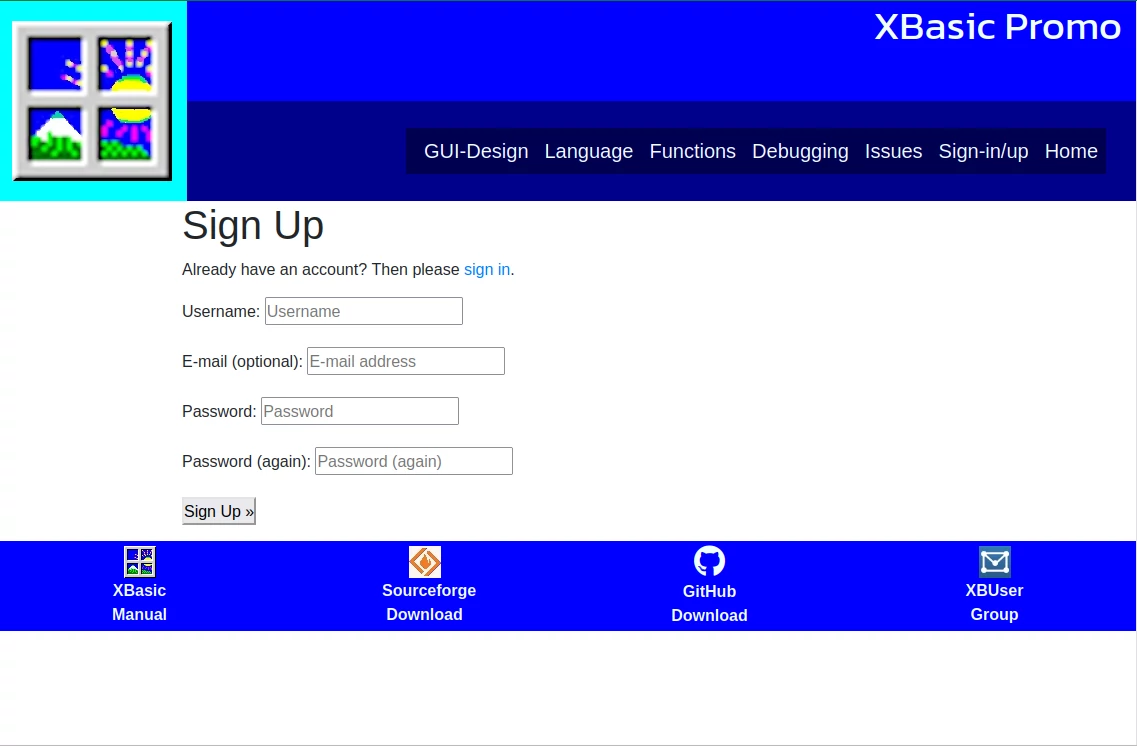 XBasic Promo
GUI-Design Language Functions Debugging Issues Sign-in/up Home
Sign Up
Already have an account? Then please sign in.
Username: Username
E-mail (optional): E-mail address
Password: Password
Password (again): Password (again)
Sign Up »
XBasic Manual
Sourceforge Download
GitHub Download
XBUser Group